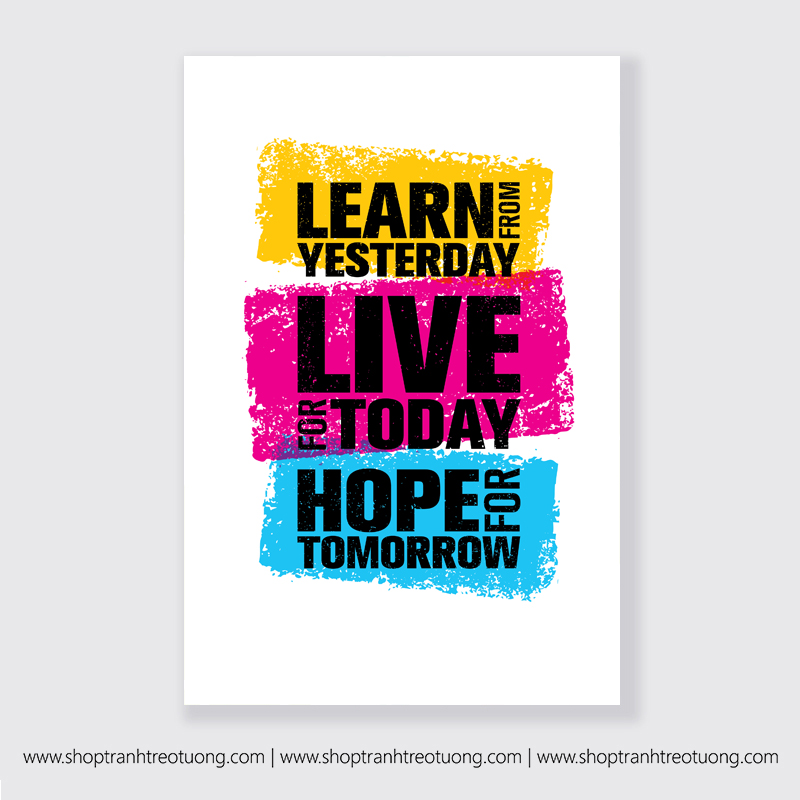 LEARN FROM
YESTERDAY
LIVE
FOR TODAY
HOPE FOR
TOMORROW
www.shoptranhtreotuong.com | www.shoptranhtreotuong.com | www.shoptranhtreotuong.com